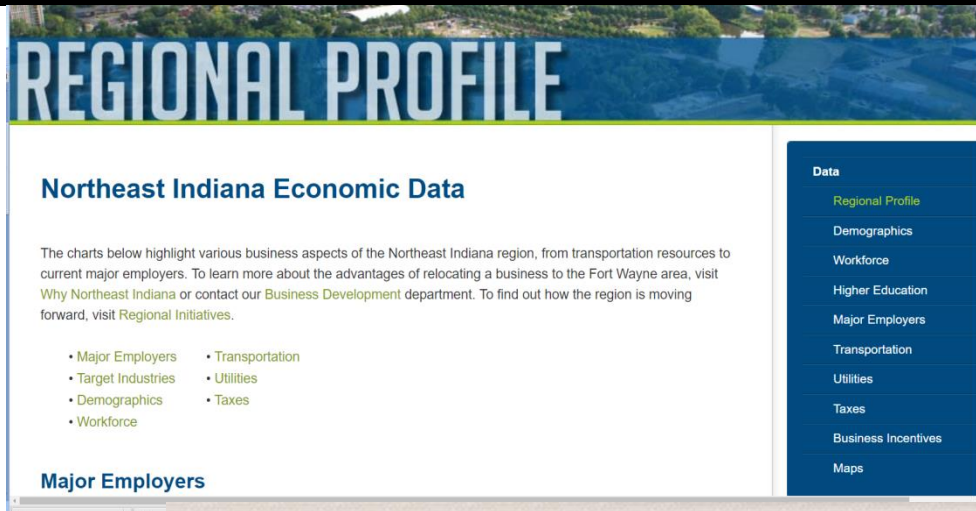 REGIONAL PROFILE
Northeast Indiana Economic Data
The charts below highlight various business aspects of the Northeast Indiana region, from transportation resources to
current major employers. To learn more about the advantages of relocating a business to the Fort Wayne area, visit
Why Northeast Indiana or contact our Business Development department. To find out how the region is moving
forward, visit Regional Initiatives.
• Major Employers
• Target Industries
• Demographics
• Workforce
• Transportation
• Utilities
• Taxes
Major Employers
Data
Regional Profile
Demographics
Workforce
Higher Education
Major Employers
Transportation
Utilities
Taxes
Business Incentives
Maps